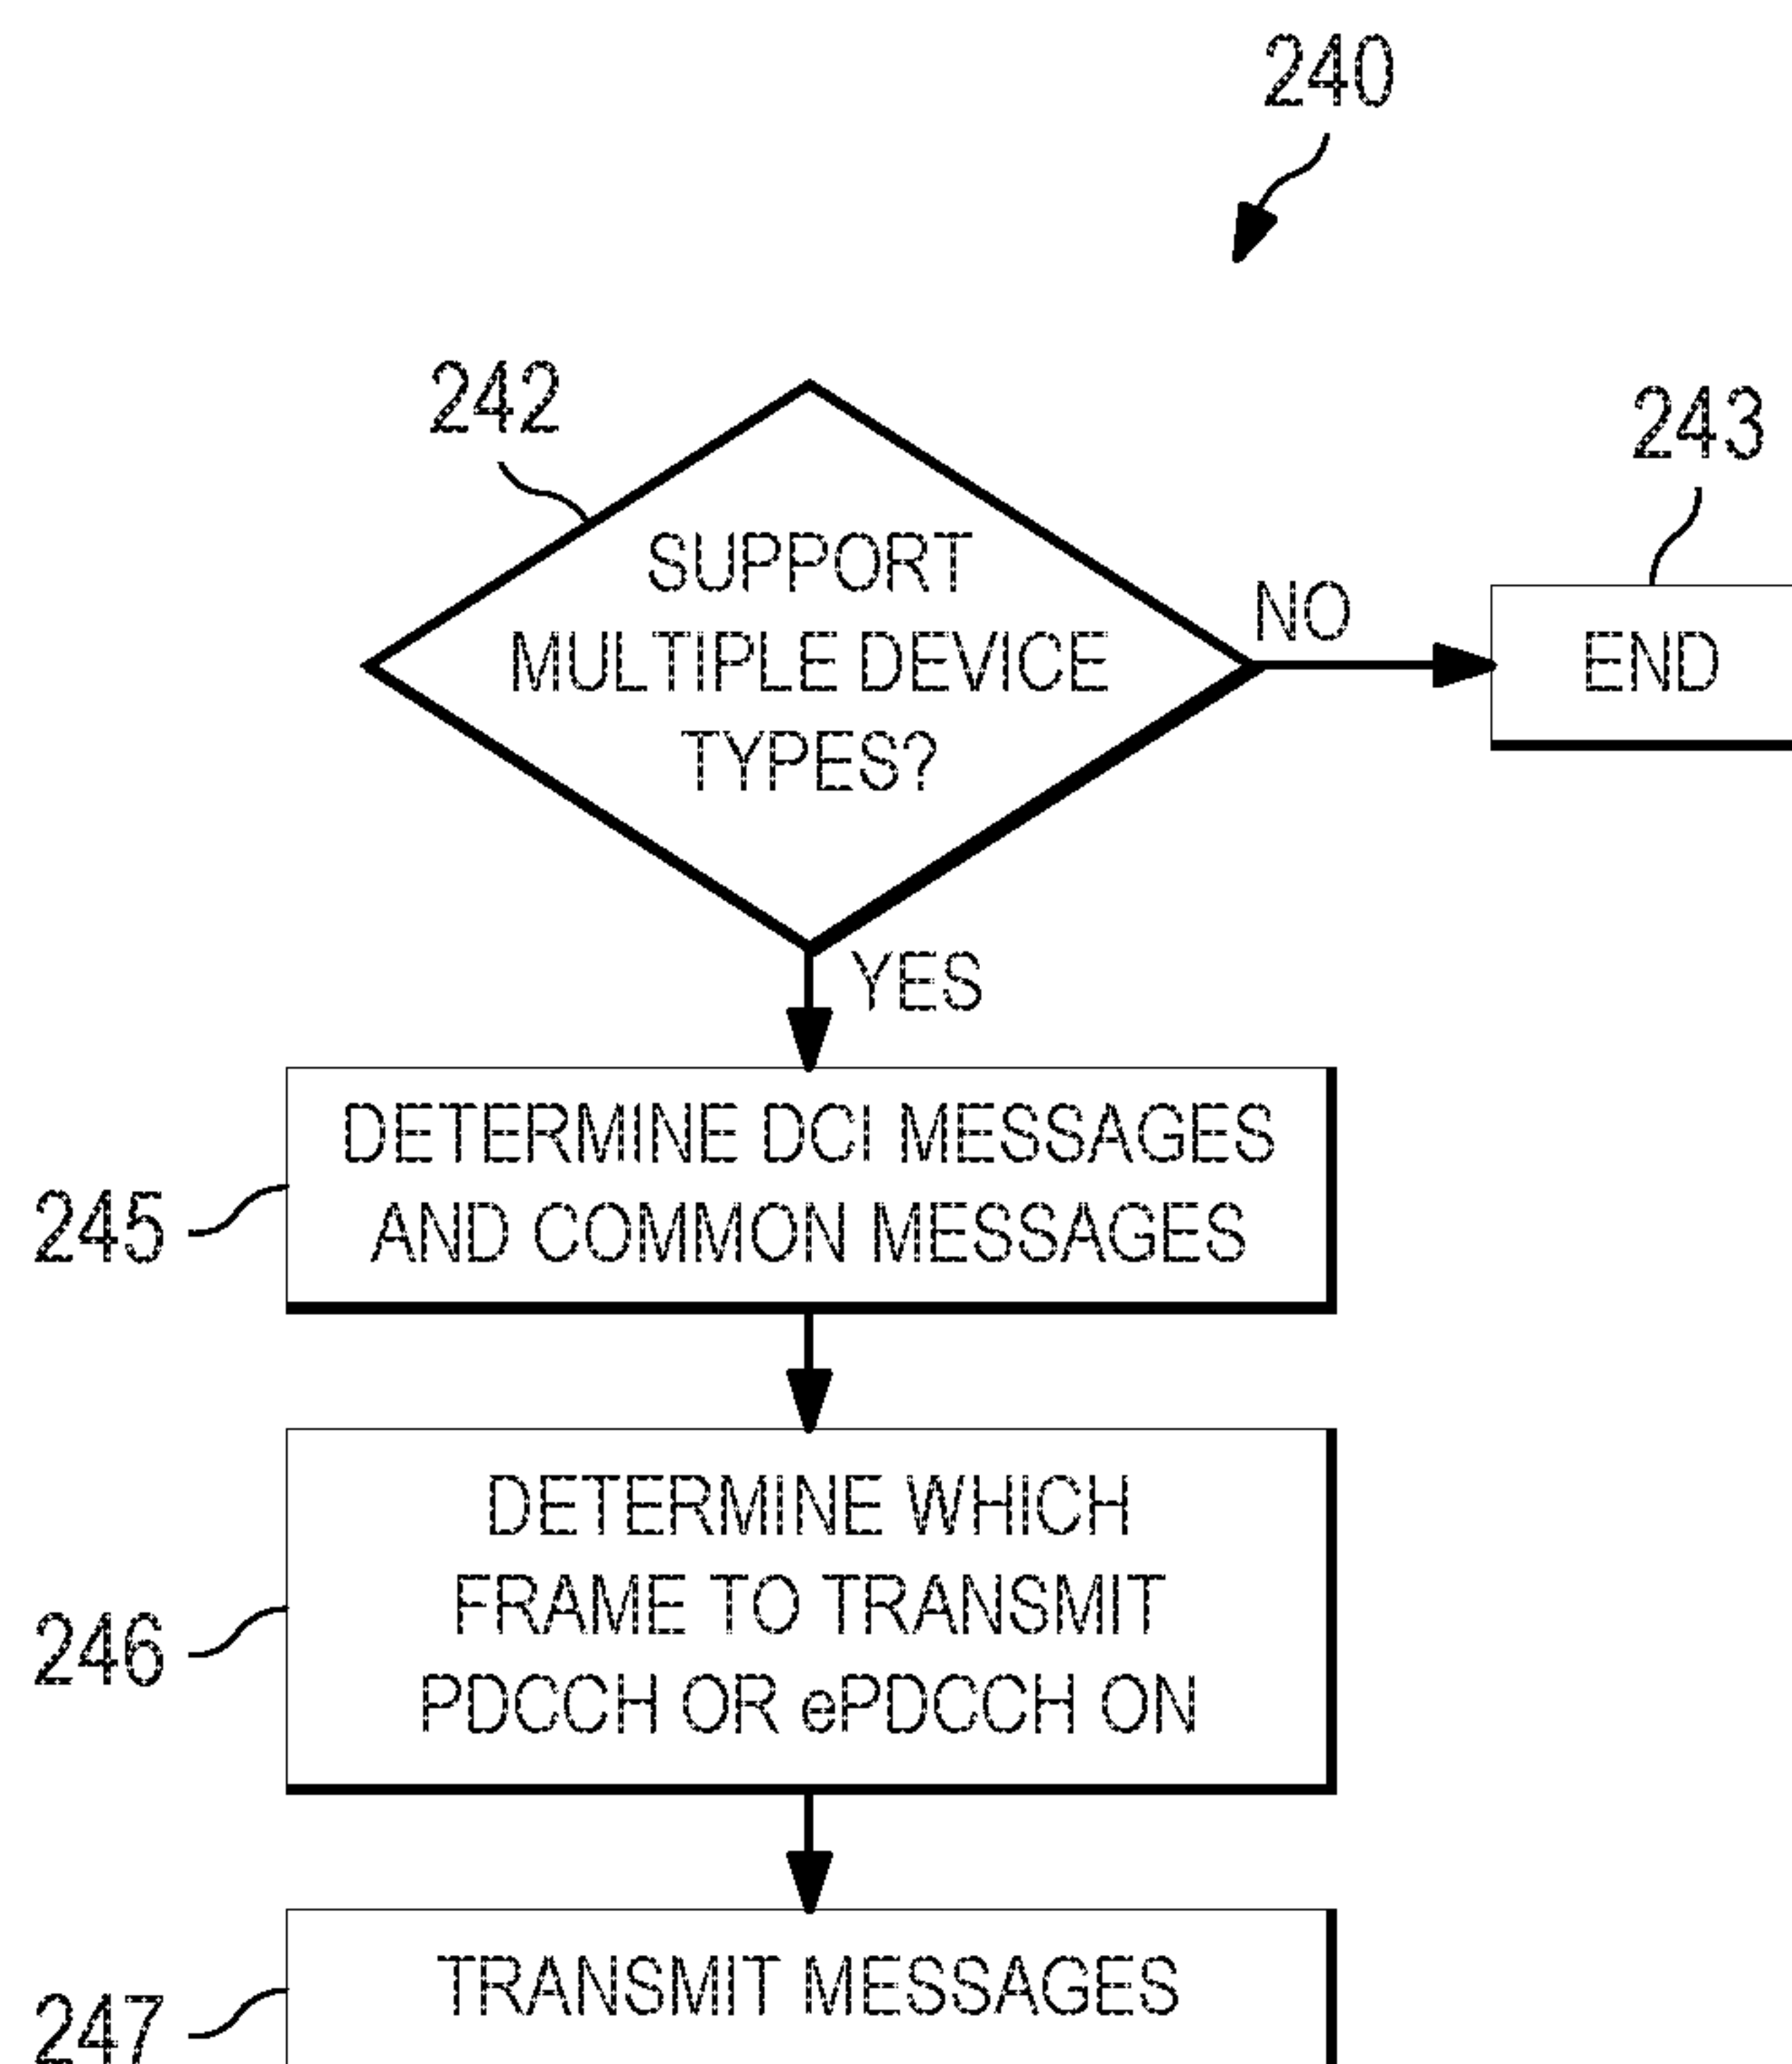 240
242
243
SUPPORT
MULTIPLE DEVICE
TYPES?
NO
END
YES
DETERMINE DCI MESSAGES
AND COMMON MESSAGES
245
DETERMINE WHICH
FRAME TO TRANSMIT
PDCCH OR ePDCCH ON
246
TRANSMIT MESSAGES
247